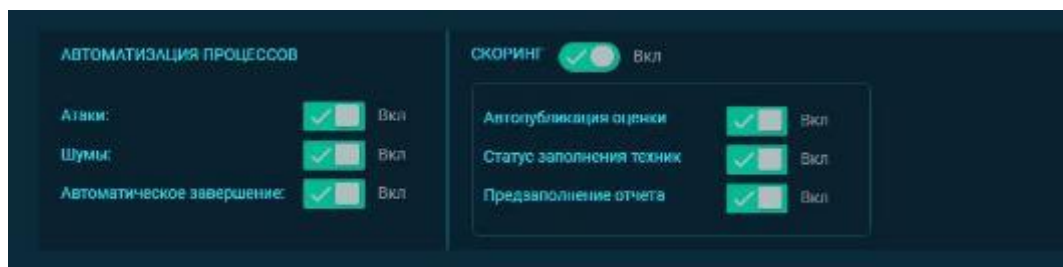 АВТОМАТИЗАЦИЯ ПРОЦЕССОВ
Атаки: Вкл
Шумы: Вкл
Автоматическое завершение: Вкл
СКОРИНГ Вкл
Автопубликация оценки Вкл
Статус заполнения техник Вкл
Предзаполнение отчета Вкл